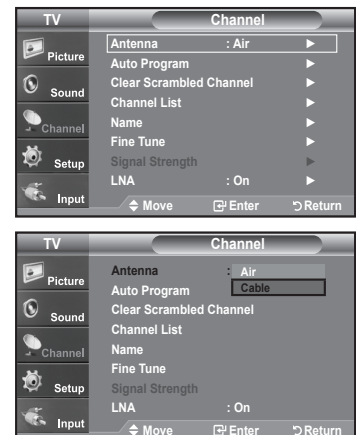 TV Channel
Picture
Sound
Channel
Setup
Input
Antenna : Air ►
Auto Program ►
Clear Scrambled Channel ►
Channel List ►
Name ►
Fine Tune ►
Signal Strength ►
LNA : On ►
Move Enter Return
TV Channel
Picture
Sound
Channel
Setup
Input
Antenna : Air
Cable
Auto Program
Clear Scrambled Channel
Channel List
Name
Fine Tune
Signal Strength
LNA : On
Move Enter Return